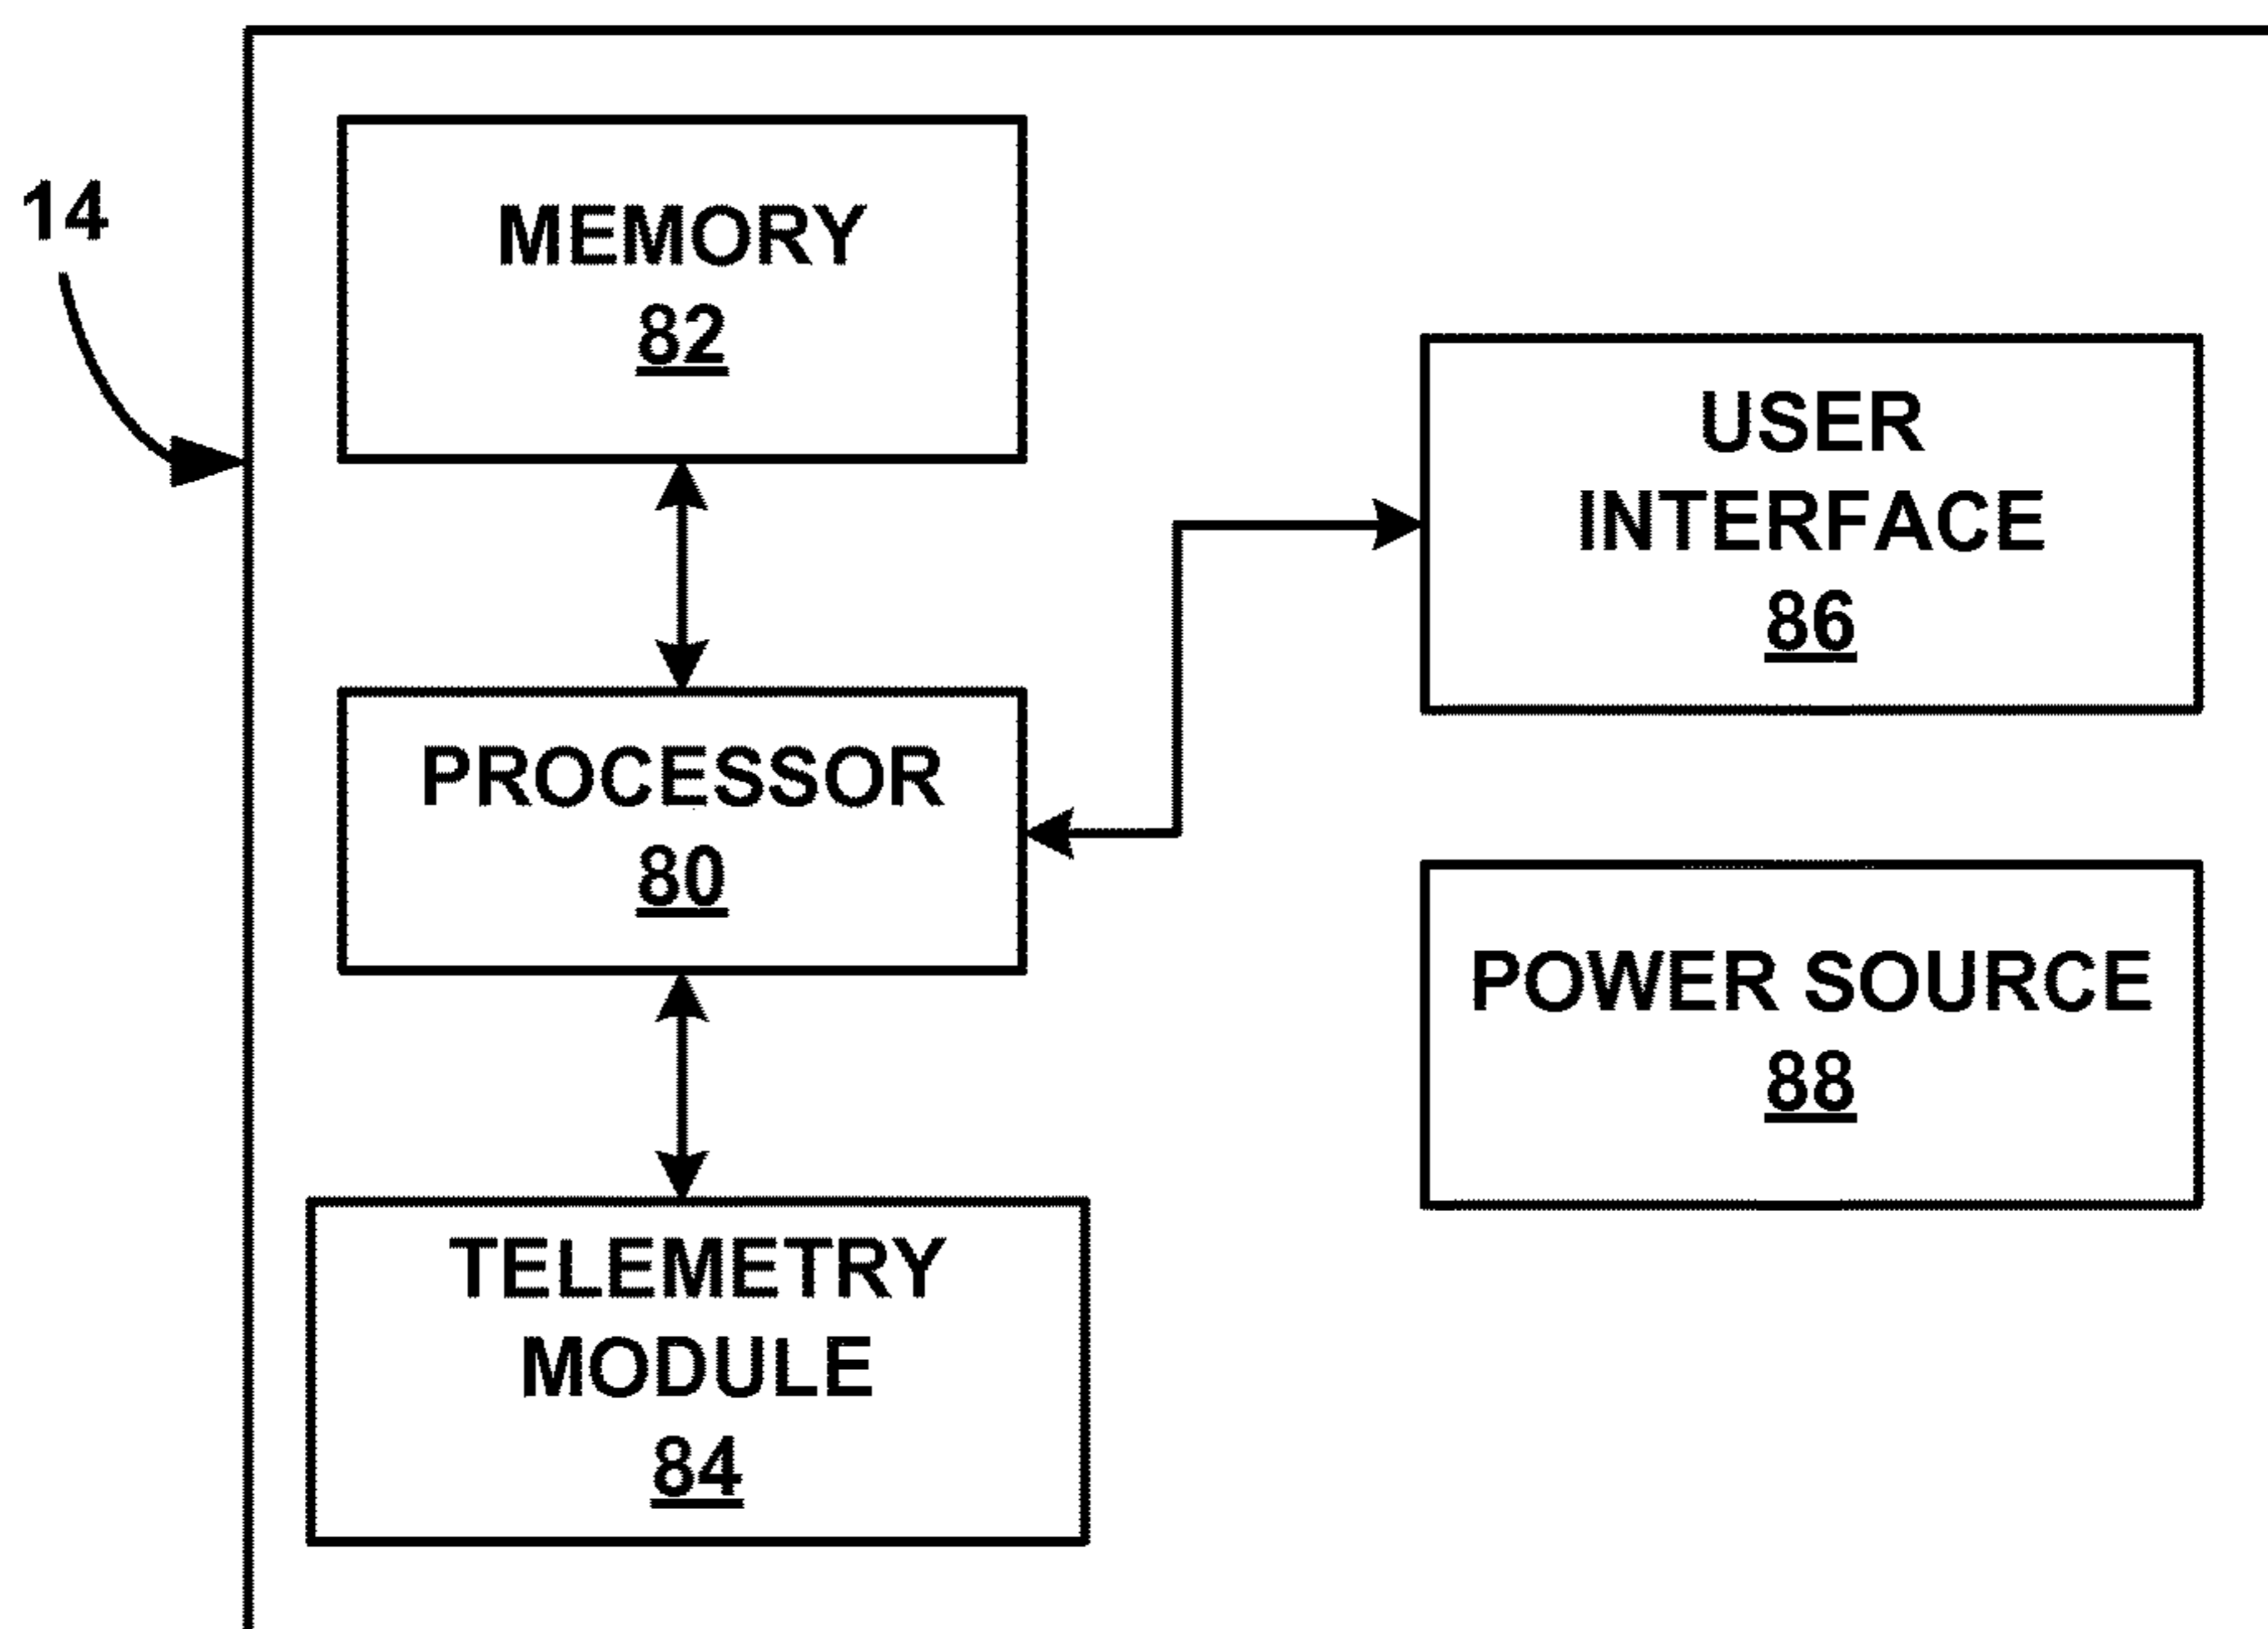 14
MEMORY
82
USER
INTERFACE
86
PROCESSOR
80
POWER SOURCE
88
TELEMETRY
MODULE
84